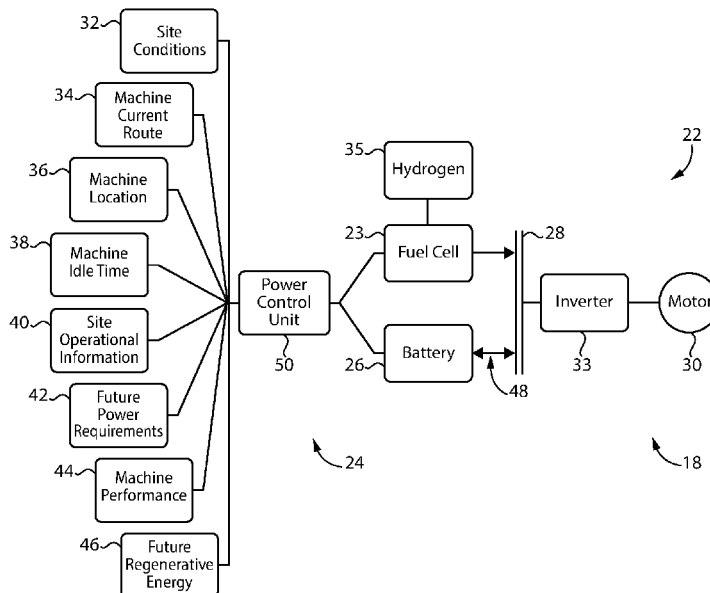 32
Site
Conditions
34
Machine
Current
Route
36
Machine
Location
38
Machine
Idle Time
40
Site
Operational
Information
42
Future
Power
Requirements
44
Machine
Performance
46
Future
Regenerative
Energy
Power
Control
Unit
50
24
35
Hydrogen
23
Fuel Cell
26
Battery
48
28
Inverter
33
22
Motor
30
18